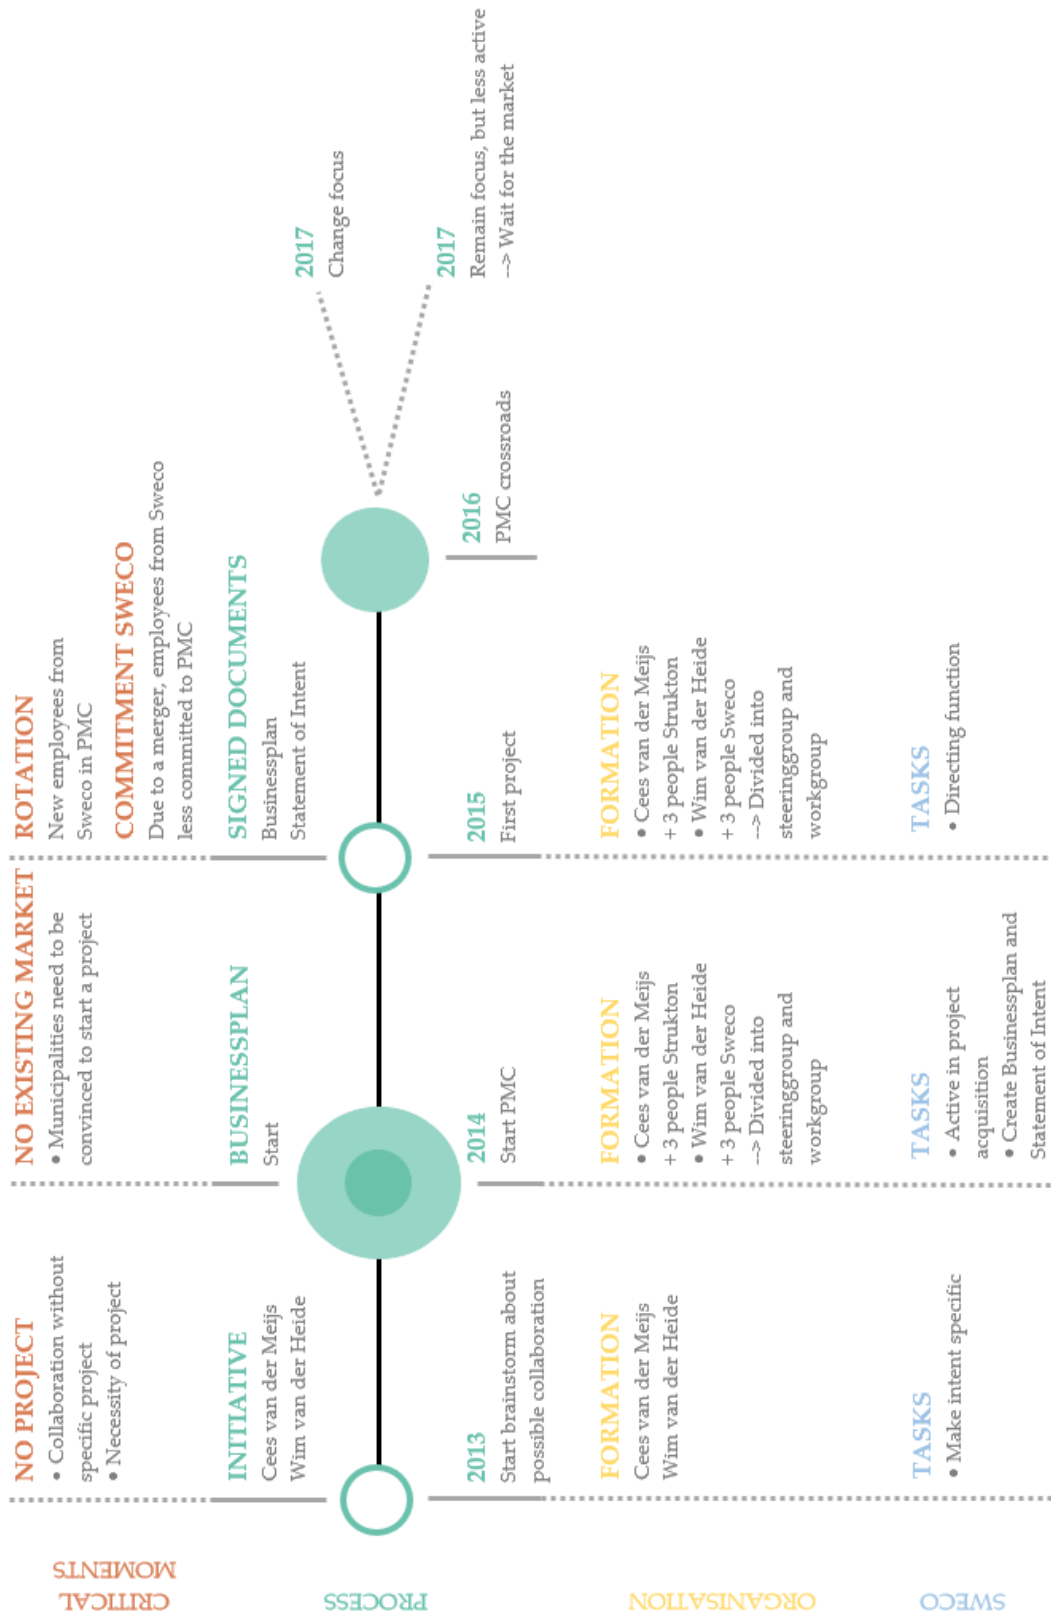 CRITICAL
MOMENTS
NO PROJECT
• Collaboration without
specific project
• Necessity of project
NO EXISTING MARKET
• Municipalities need to be
convinced to start a project
ROTATION
New employees from
Sweco in PMC
COMMITMENT SWECO
Due to a merger, employees from Sweco
less committed to PMC
PROCESS
INITIATIVE
Cees van der Meijs
Wim van der Heide
BUSINESSPLAN
Start
SIGNED DOCUMENTS
Businessplan
Statement of Intent
2017
Change focus
2017
Remain focus, but less active
--> Wait for the market
2013
Start brainstorm about
possible collaboration
2014
Start PMC
2015
First project
2016
PMC crossroads
ORGANISATION
FORMATION
Cees van der Meijs
Wim van der Heide
FORMATION
• Cees van der Meijs
+ 3 people Strukton
• Wim van der Heide
+ 3 people Sweco
--> Divided into
steeringgroup and
workgroup
FORMATION
• Cees van der Meijs
+ 3 people Strukton
• Wim van der Heide
+ 3 people Sweco
--> Divided into
steeringgroup and
workgroup
SWECO
TASKS
• Make intent specific
TASKS
• Active in project
acquisition
• Create Businessplan and
Statement of Intent
TASKS
• Directing function